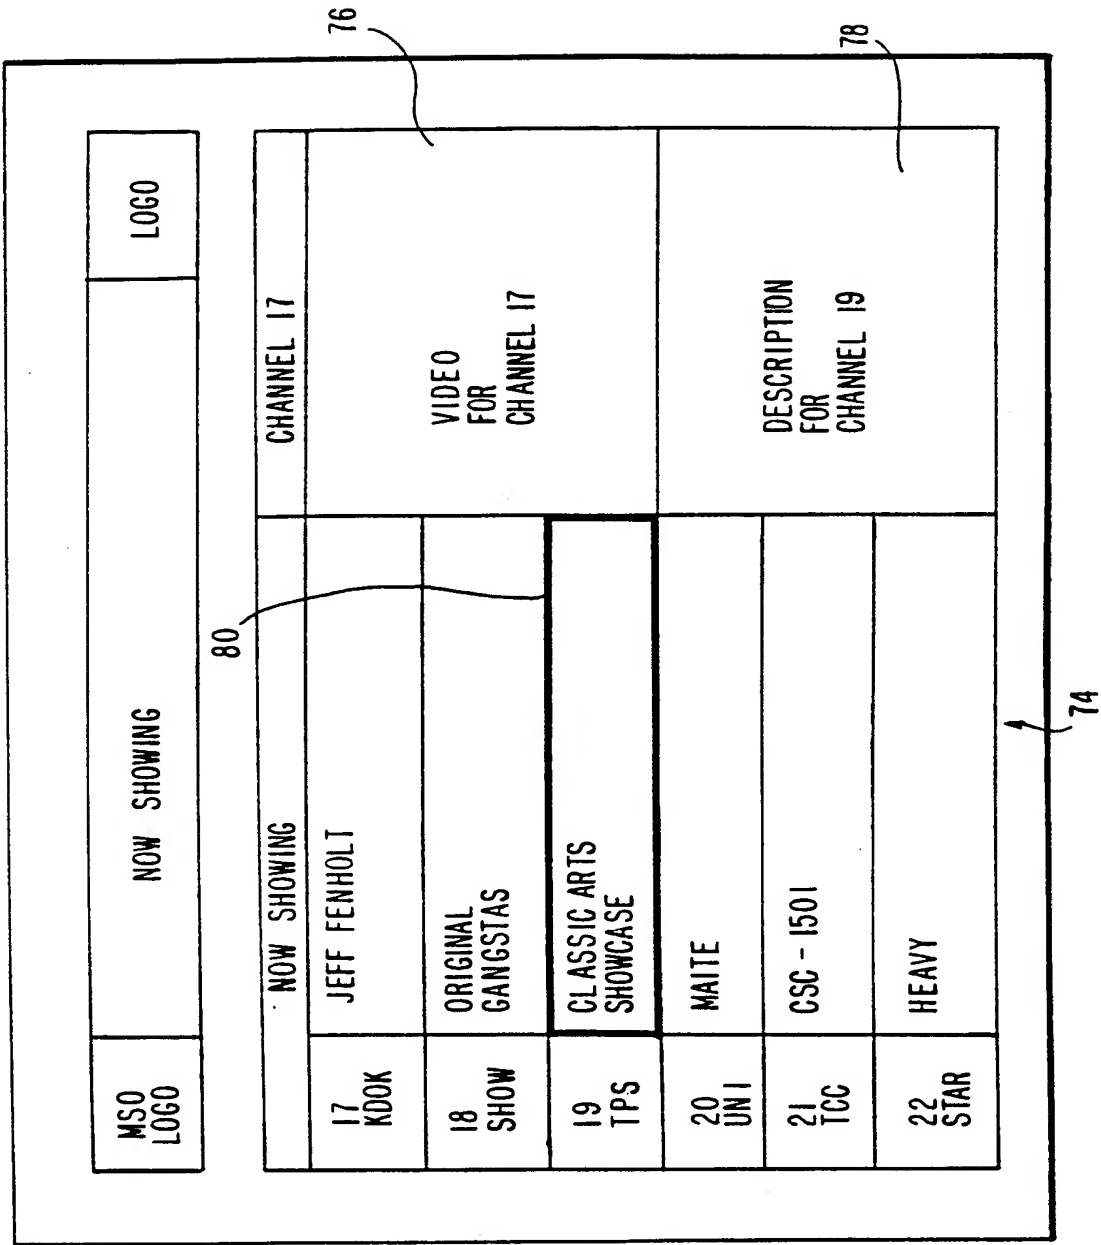 MSO
LOGO
NOW SHOWING
LOGO
80
NOW SHOWING
CHANNEL 17
76
17
KDOK
JEFF FENHOLT
18
SHOW
ORIGINAL
GANGSTAS
VIDEO
FOR
CHANNEL 17
19
TPS
CLASSIC ARTS
SHOWCASE
20
UNI
MAITE
21
TCC
CSC - 1501
22
STAR
HEAVY
DESCRIPTION
FOR
CHANNEL 19
78
74